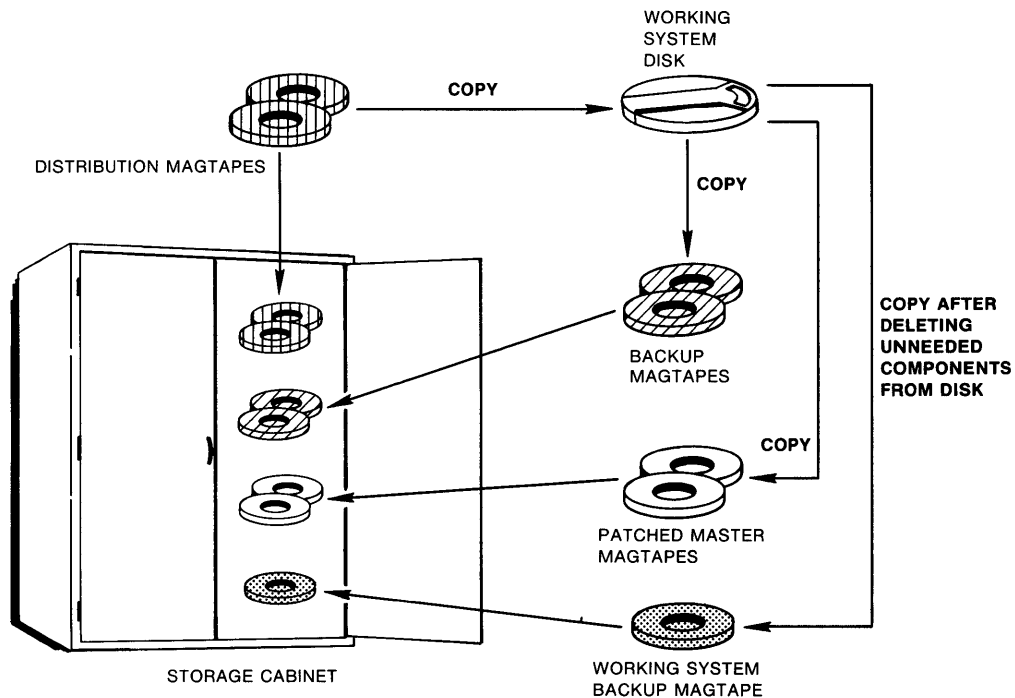 WORKING
SYSTEM
DISK
COPY
DISTRIBUTION MAGTAPES
COPY
BACKUP
MAGTAPES
COPY AFTER
DELETING
UNNEEDED
COMPONENTS
FROM DISK
COPY
PATCHED MASTER
MAGTAPES
STORAGE CABINET
WORKING SYSTEM
BACKUP MAGTAPE